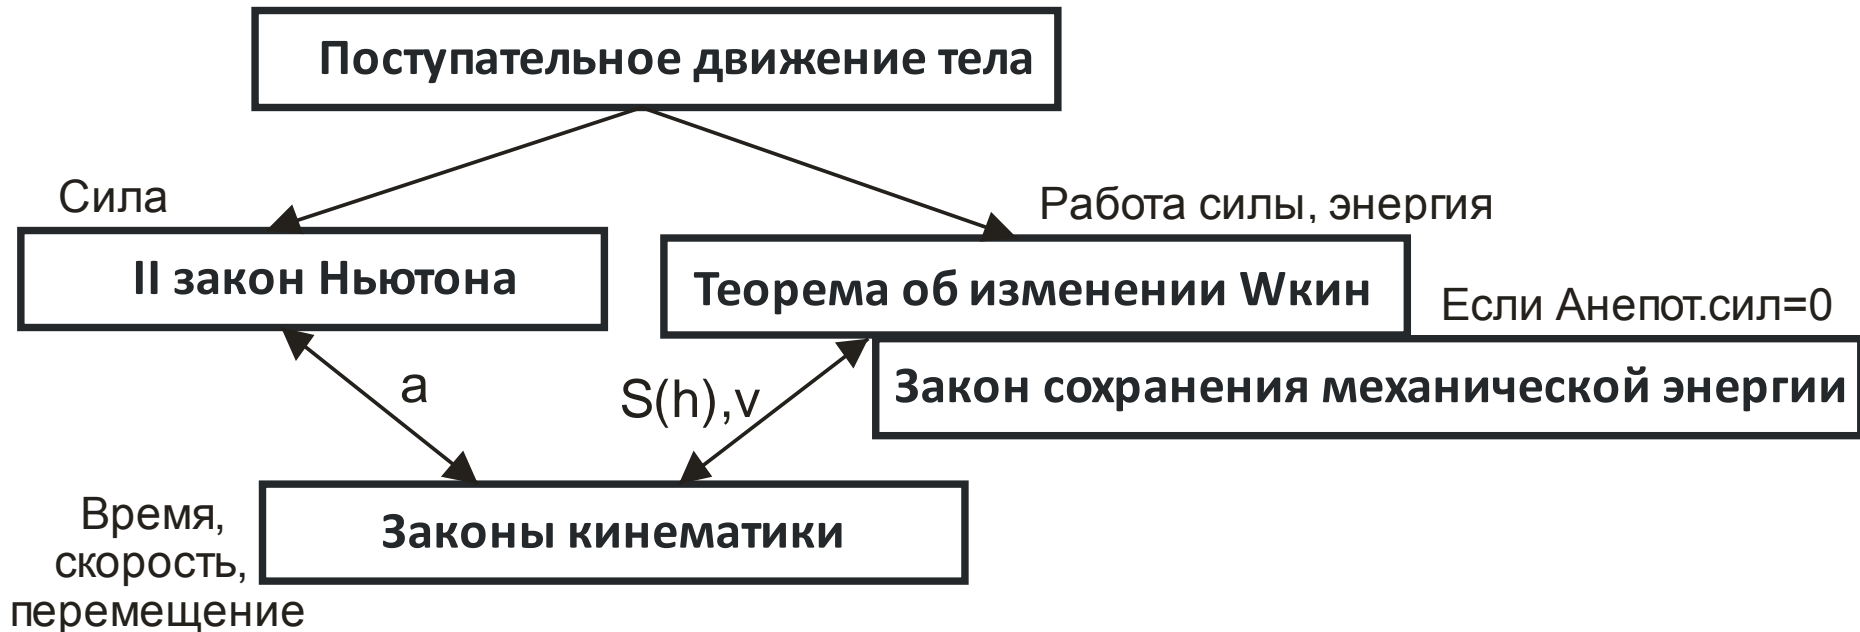 Поступательное движение тела
Сила
Работа силы, энергия
II закон Ньютона
Теорема об изменении Wкин
Если Aнепот.сил=0
Закон сохранения механической энергии
a
S(h),v
Законы кинематики
Время,
скорость,
перемещение